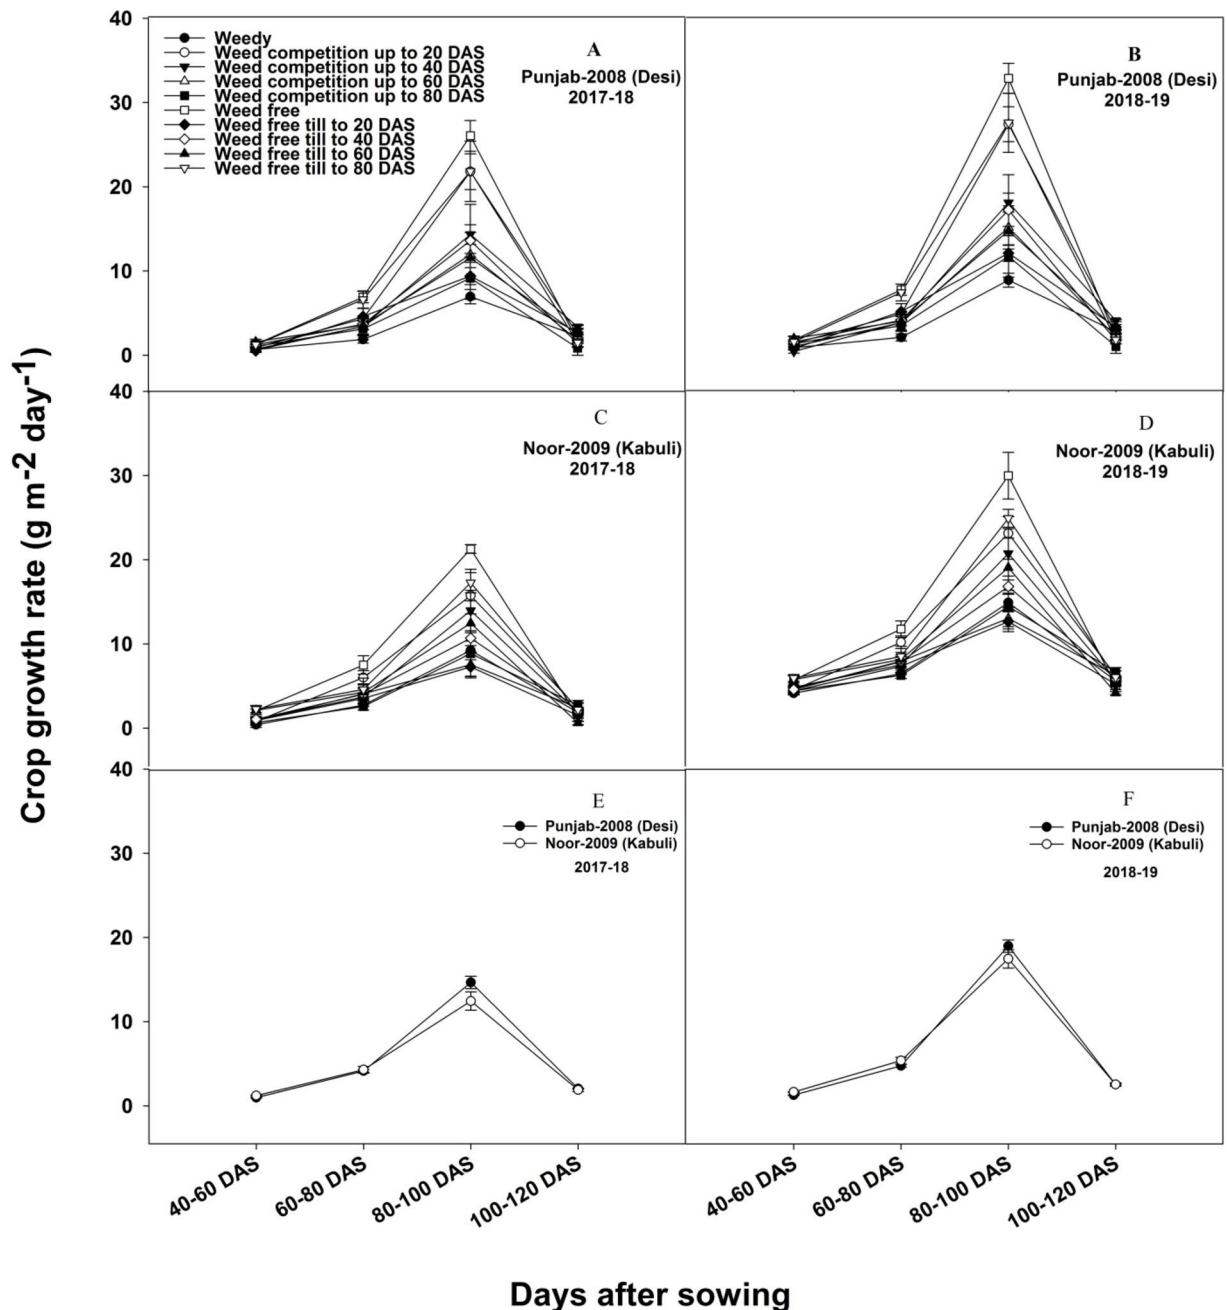 40
30
20
10
0
Weedy
Weed competition up to 20 DAS
Weed competition up to 40 DAS
Weed competition up to 60 DAS
Weed competition up to 80 DAS
Weed free
Weed free till to 20 DAS
Weed free till to 40 DAS
Weed free till to 60 DAS
Weed free till to 80 DAS
A
Punjab-2008 (Desi)
2017-18
B
Punjab-2008 (Desi)
2018-19
40
30
20
10
0
C
Noor-2009 (Kabuli)
2017-18
D
Noor-2009 (Kabuli)
2018-19
40
30
20
10
0
E
Punjab-2008 (Desi)
Noor-2009 (Kabuli)
2017-18
F
Punjab-2008 (Desi)
Noor-2009 (Kabuli)
2018-19
Crop growth rate (g m-2 day-1)
40-60 DAS
60-80 DAS
80-100 DAS
100-120 DAS
40-60 DAS
60-80 DAS
80-100 DAS
100-120 DAS
Days after sowing